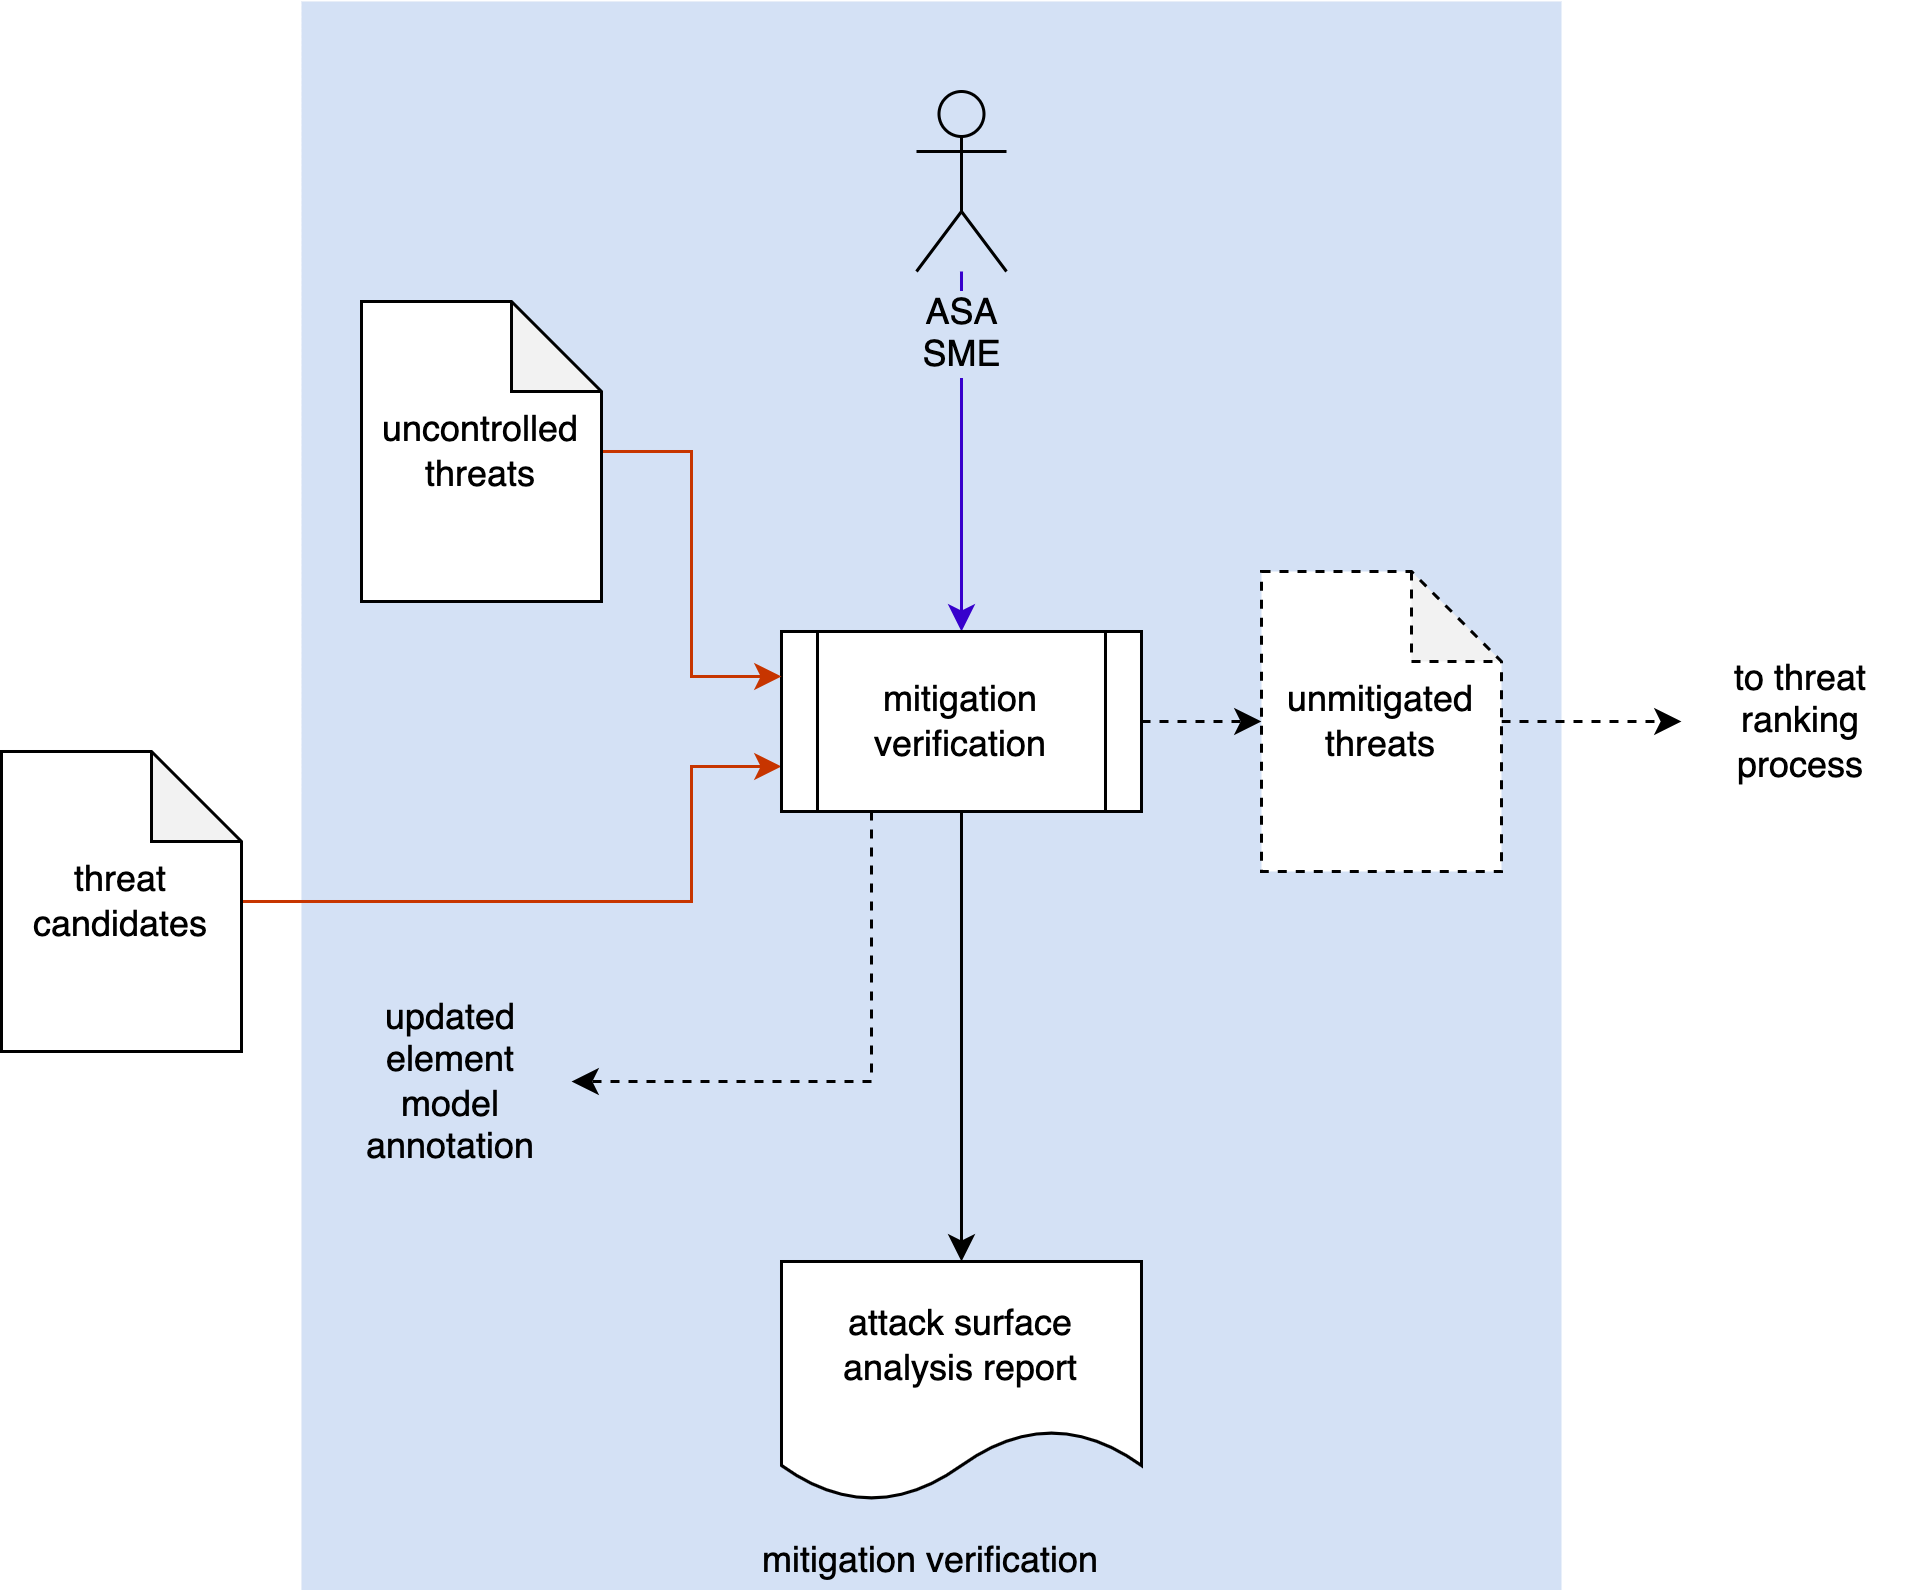 ASA
SME
uncontrolled
threats
mitigation
verification
unmitigated
threats
to threat
ranking
process
threat
candidates
updated
element
model
annotation
attack surface
analysis report
mitigation verification